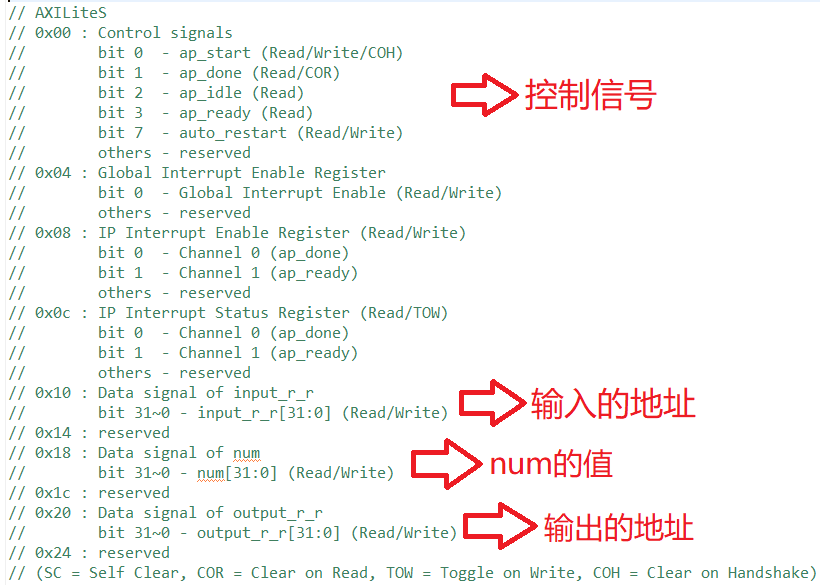 // AXILiteS
// 0x00 : Control signals
//        bit 0  - ap_start (Read/Write/COH)
//        bit 1  - ap_done (Read/COR)
//        bit 2  - ap_idle (Read)
//        bit 3  - ap_ready (Read)
//        bit 7  - auto_restart (Read/Write)
//        others - reserved
控制信号
// 0x04 : Global Interrupt Enable Register
//        bit 0  - Global Interrupt Enable (Read/Write)
//        others - reserved
// 0x08 : IP Interrupt Enable Register (Read/Write)
//        bit 0  - Channel 0 (ap_done)
//        bit 1  - Channel 1 (ap_ready)
//        others - reserved
// 0x0c : IP Interrupt Status Register (Read/TOW)
//        bit 0  - Channel 0 (ap_done)
//        bit 1  - Channel 1 (ap_ready)
//        others - reserved
// 0x10 : Data signal of input_r_r
//        bit 31~0 - input_r_r[31:0] (Read/Write)
输入的地址
// 0x14 : reserved
// 0x18 : Data signal of num
//        bit 31~0 - num[31:0] (Read/Write)
num的值
// 0x1c : reserved
// 0x20 : Data signal of output_r_r
//        bit 31~0 - output_r_r[31:0] (Read/Write)
输出的地址
// 0x24 : reserved
// (SC = Self Clear, COR = Clear on Read, TOW = Toggle on Write, COH = Clear on Handshake)